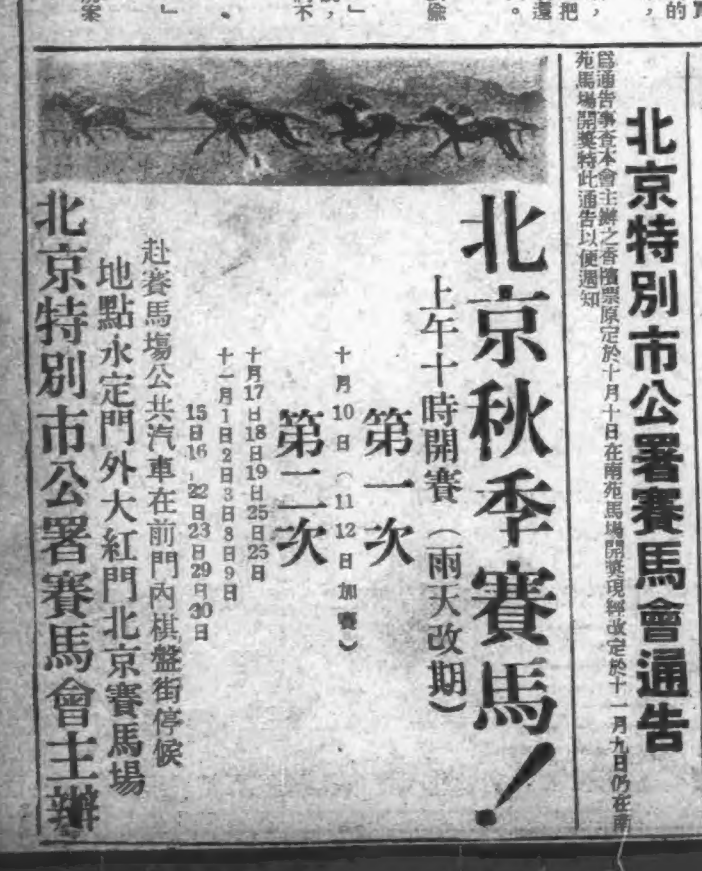 北京特別市公署賽馬會通告
爲通告事查本會主辦之香檳票原定於十月十日在南苑馬場開獎現經改定於十一月九日仍在南
苑馬場開獎特此通告以便週知
北京秋季賽馬！
上午十時開賽（雨天改期）
第一次
十月10日（11 12日加賽）
第二次
十月17日18日19日25日25日
十一月1日2日3日8日9日
15日16，22日23日29日30日
赴賽馬塲公共汽車在前門內棋盤街停候
地點永定門外大紅門北京賽馬場
北京特別市公署賽馬會主辦